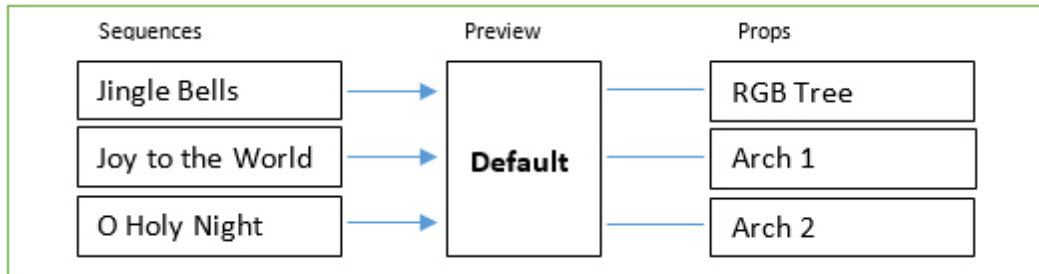 Sequences Preview Props
Jingle Bells RGB Tree
Joy to the World Default Arch 1
O Holy Night Arch 2